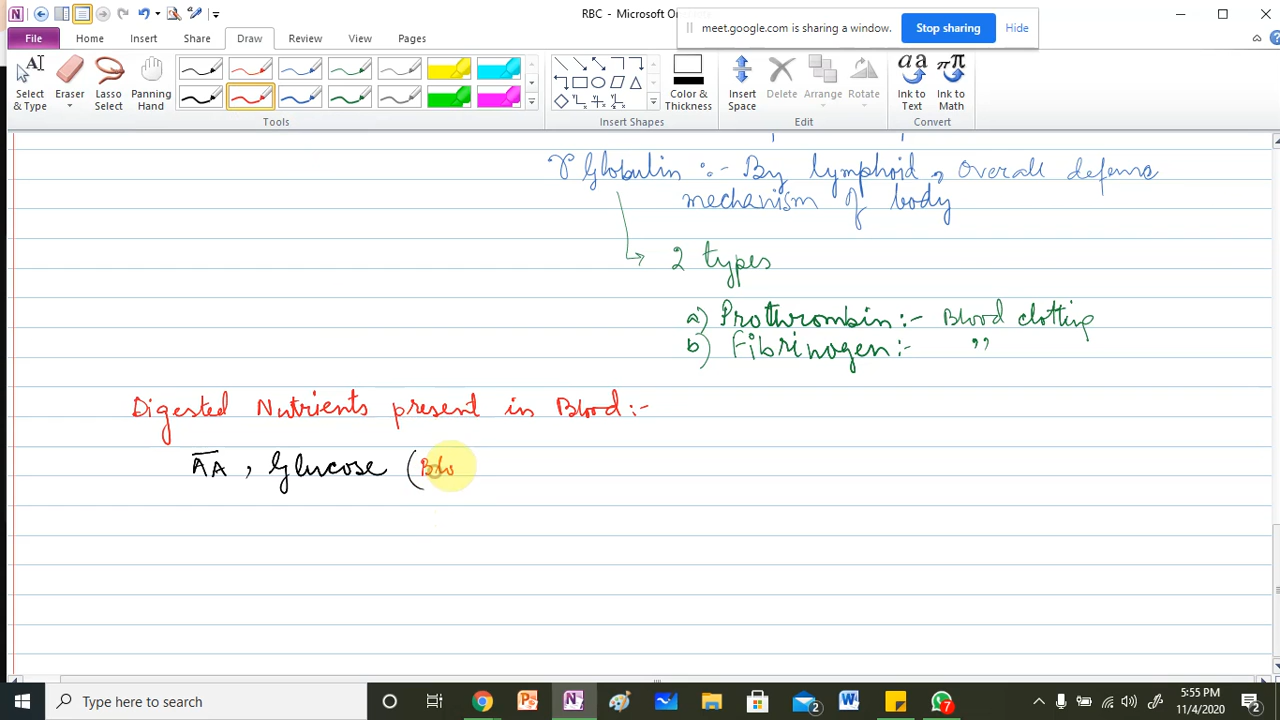 RBC - Microsoft On
meet.google.com is sharing a window. Stop sharing Hide
File Home Insert Share Draw Review View Pages
Select & Type Eraser Lasso Select Panning Hand Color & Thickness Insert Space Delete Arrange Rotate Ink to Text Ink to Math
Tools Insert Shapes Edit Convert
γ Globulin :- By lymphoid, Overall defence
mechanism of body
2 types
a) Prothrombin :- Blood clotting
b) Fibrinogen :- ,,
Digested Nutrients present in Blood :-
AA , Glucose (Blo
Type here to search
5:55 PM
11/4/2020